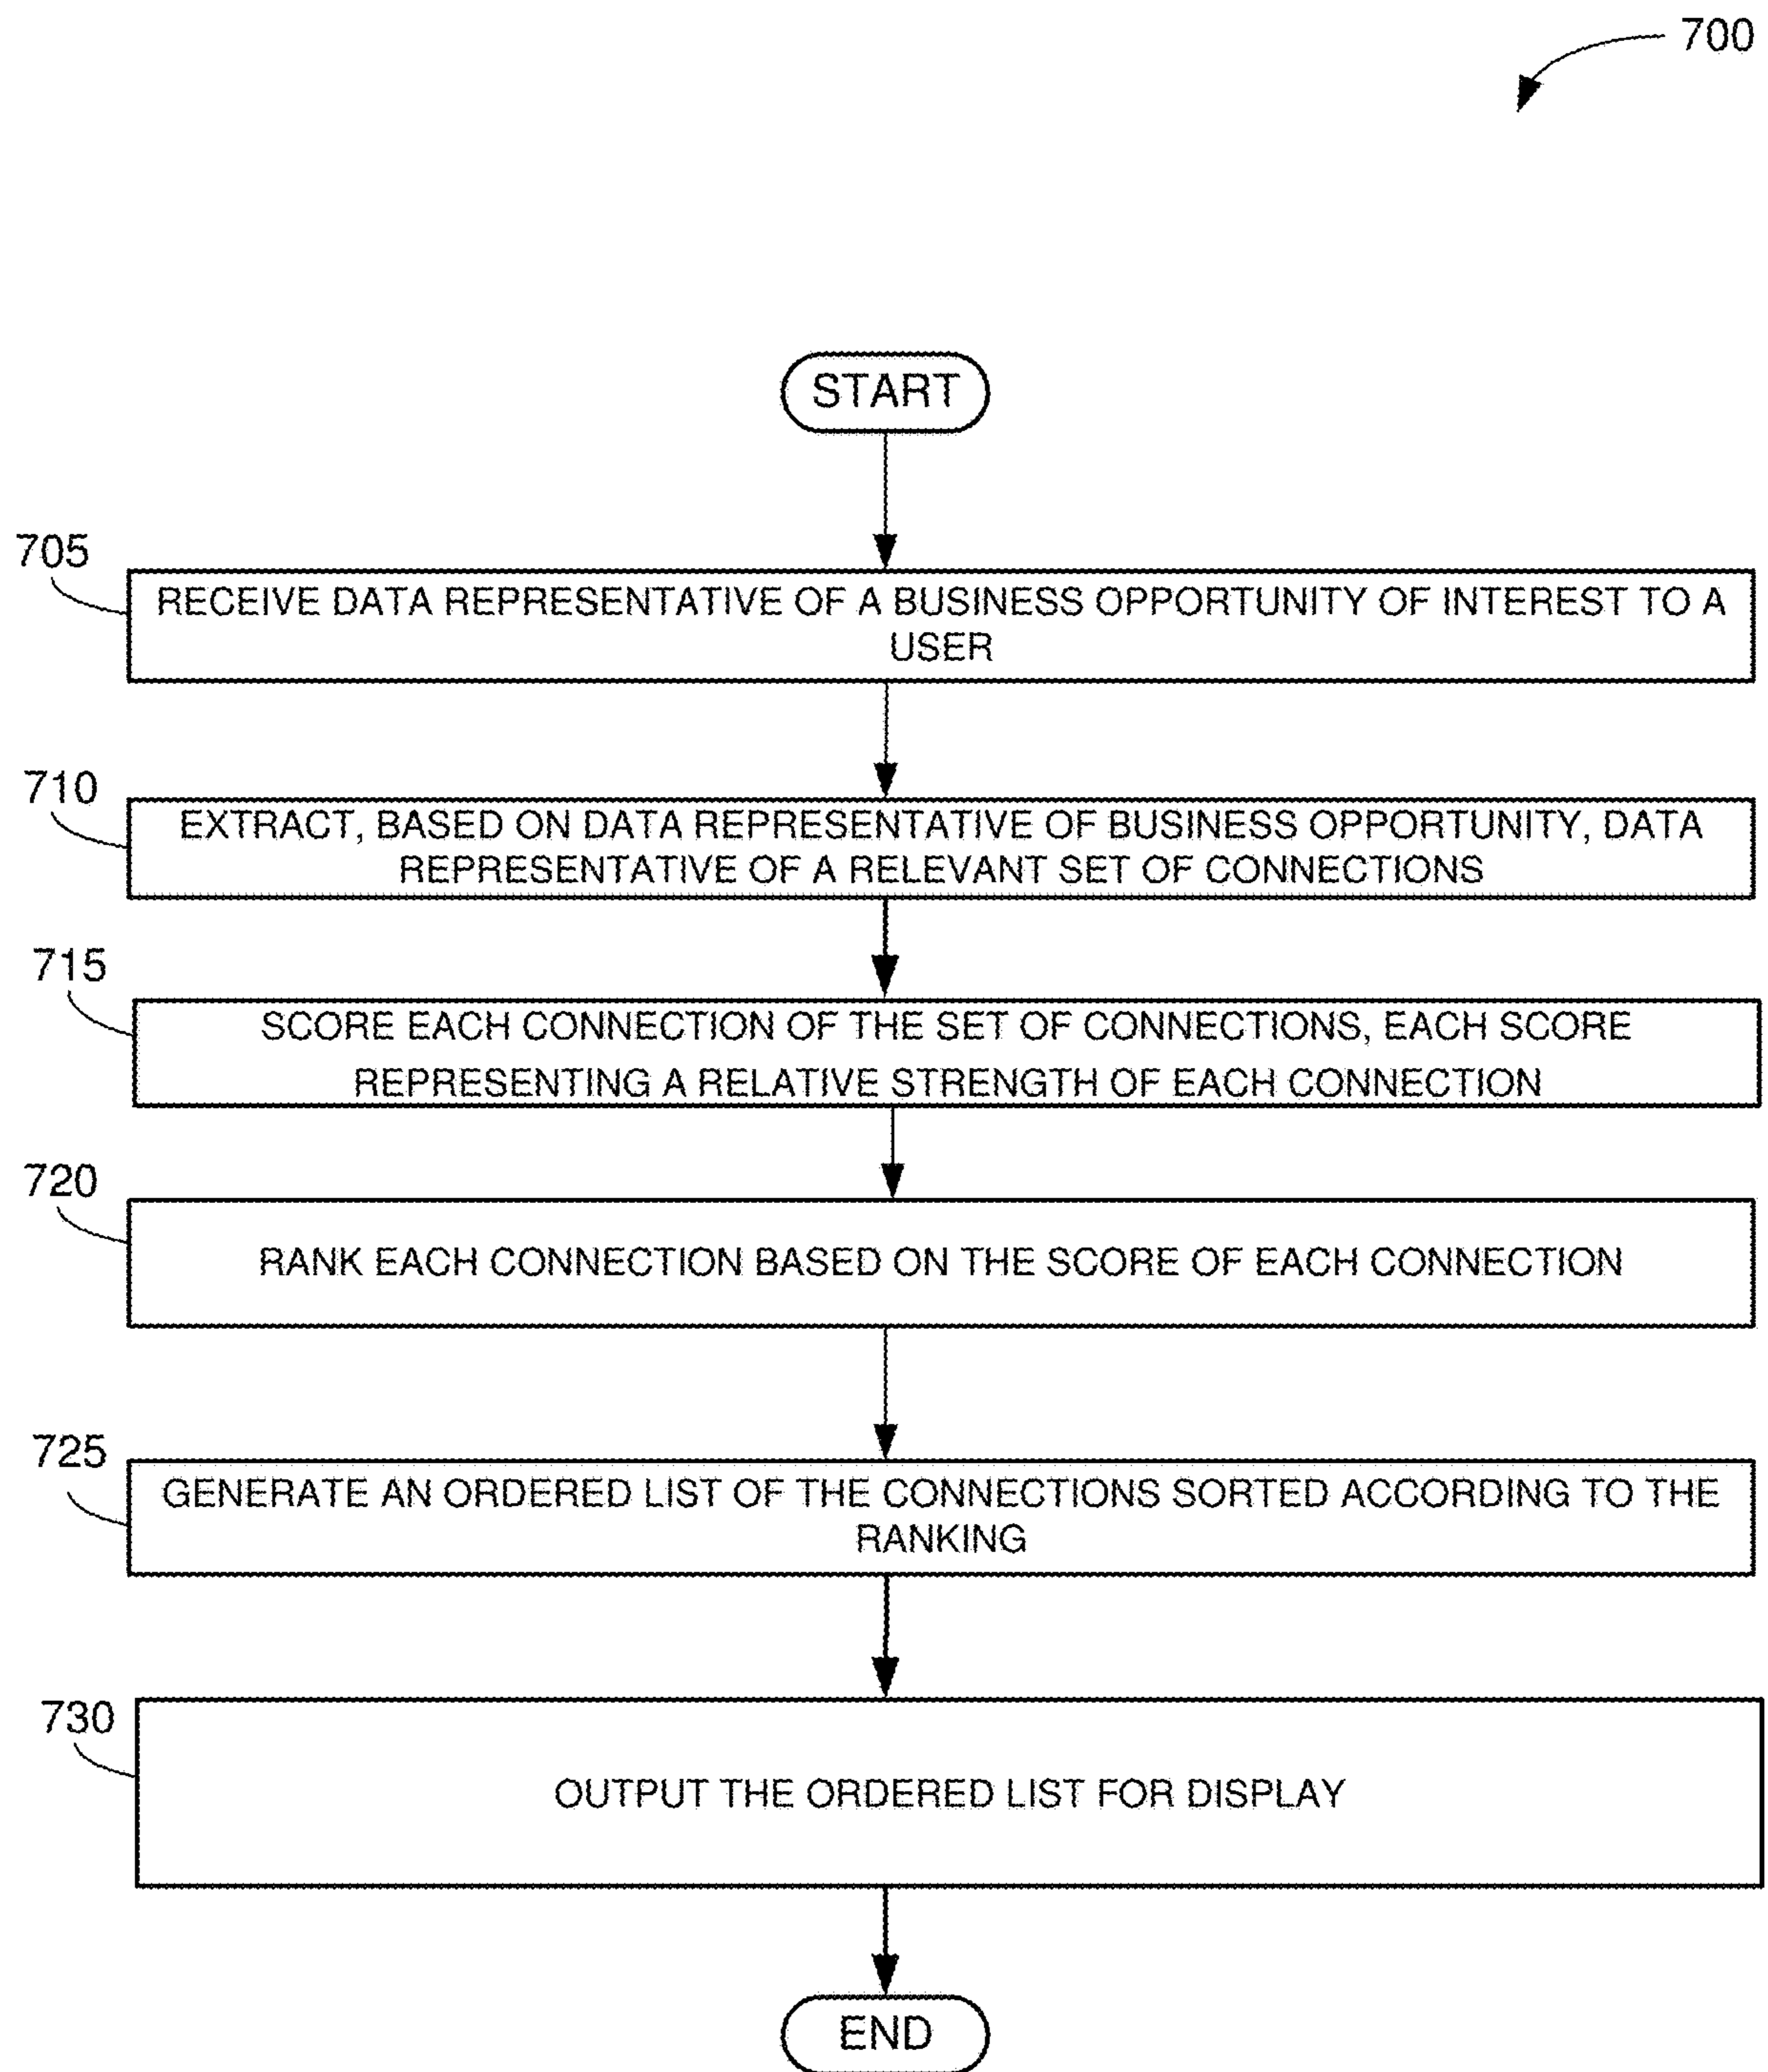 700
START
705
RECEIVE DATA REPRESENTATIVE OF A BUSINESS OPPORTUNITY OF INTEREST TO A
USER
710
EXTRACT, BASED ON DATA REPRESENTATIVE OF BUSINESS OPPORTUNITY, DATA
REPRESENTATIVE OF A RELEVANT SET OF CONNECTIONS
715
SCORE EACH CONNECTION OF THE SET OF CONNECTIONS, EACH SCORE
REPRESENTING A RELATIVE STRENGTH OF EACH CONNECTION
720
RANK EACH CONNECTION BASED ON THE SCORE OF EACH CONNECTION
725
GENERATE AN ORDERED LIST OF THE CONNECTIONS SORTED ACCORDING TO THE
RANKING
730
OUTPUT THE ORDERED LIST FOR DISPLAY
END